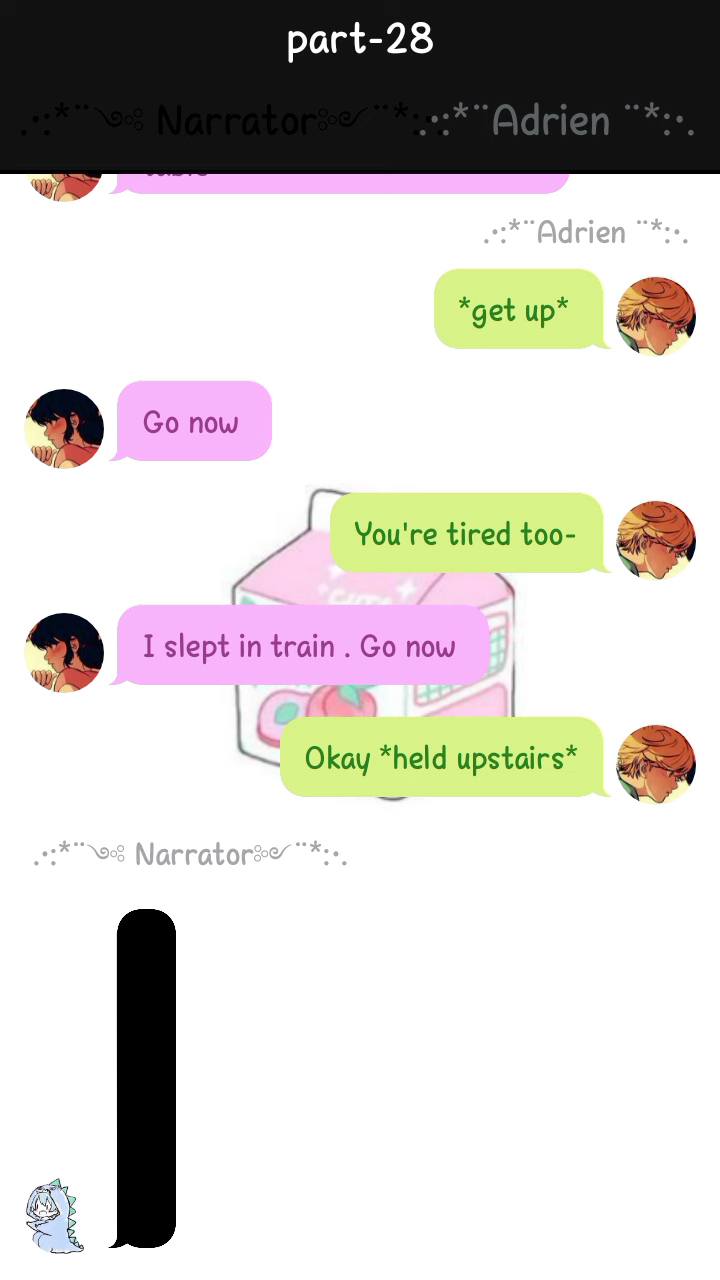 part-28
.·:*¨༺ Narrator༻¨*:·.
.·:*¨Adrien ¨*:·.
.·:*¨Adrien ¨*:·.
*get up*
Go now
You're tired too-
I slept in train . Go now
Okay *held upstairs*
.·:*¨༺ Narrator༻¨*:·.